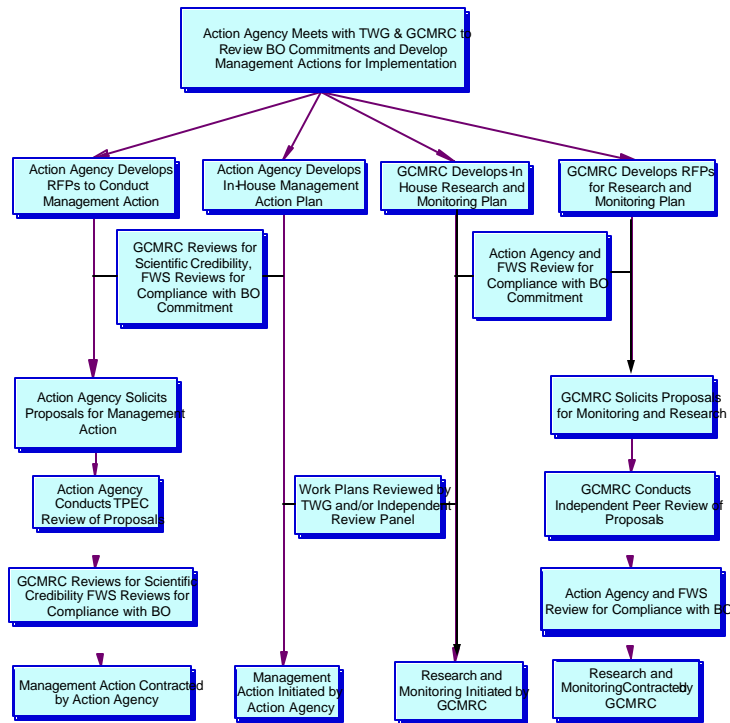 Action Agency Meets with TWG & GCMRC to
Review BO Commitments and Develop
Management Actions for Implementation
Action Agency Develops
RFPs to Conduct
Management Action
Action Agency Develops
In-House Management
Action Plan
GCMRC Develops-In
House Research and
Monitoring Plan
GCMRC Develops RFPs
for Research and
Monitoring Plan
GCMRC Reviews for
Scientific Credibility,
FWS Reviews for
Compliance with BO
Commitment
Action Agency and
FWS Review for
Compliance with BO
Commitment
Action Agency Solicits
Proposals for Management
Action
GCMRC Solicits Proposals
for Monitoring and Research
Action Agency
Conducts TPEC
Review of Proposals
Work Plans Reviewed by
TWG and/or Independent
Review Panel
GCMRC Conducts
Independent Peer Review of
Proposals
GCMRC Reviews for Scientific
Credibility FWS Reviews for
Compliance with BO
Action Agency and FWS
Review for Compliance with BO
Management Action Contracted
by Action Agency
Management
Action Initiated by
Action Agency
Research and
Monitoring Initiated by
GCMRC
Research and
Monitoring Contracted by
GCMRC